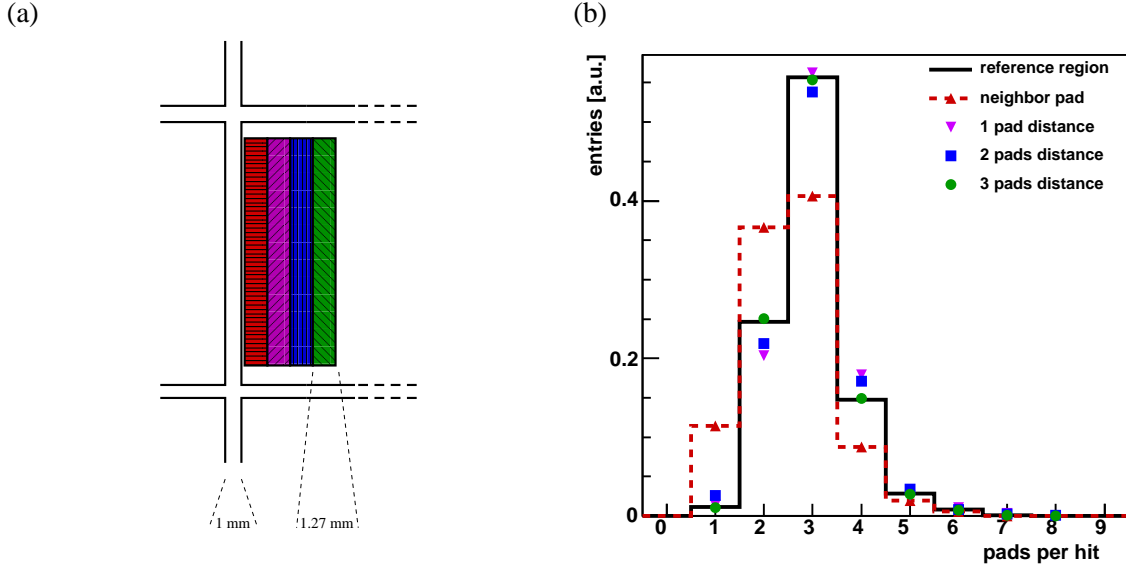 (a)
1 mm
1.27 mm
(b)
entries [a.u.]
0.4
0.2
0
reference region
neighbor pad
1 pad distance
2 pads distance
3 pads distance
0 1 2 3 4 5 6 7 8 9
pads per hit